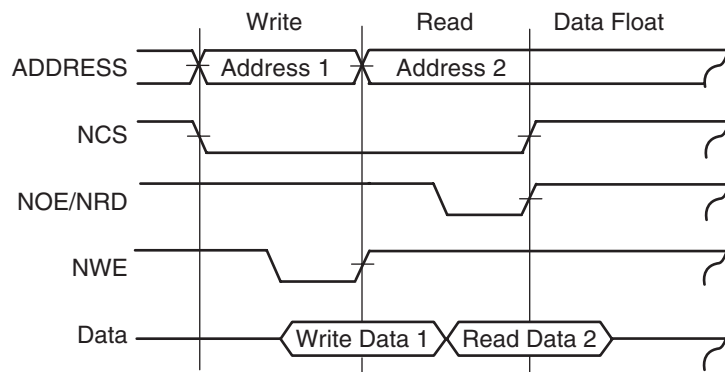 Write Read Data Float
ADDRESS Address 1 Address 2
NCS
NOE/NRD
NWE
Data Write Data 1 Read Data 2